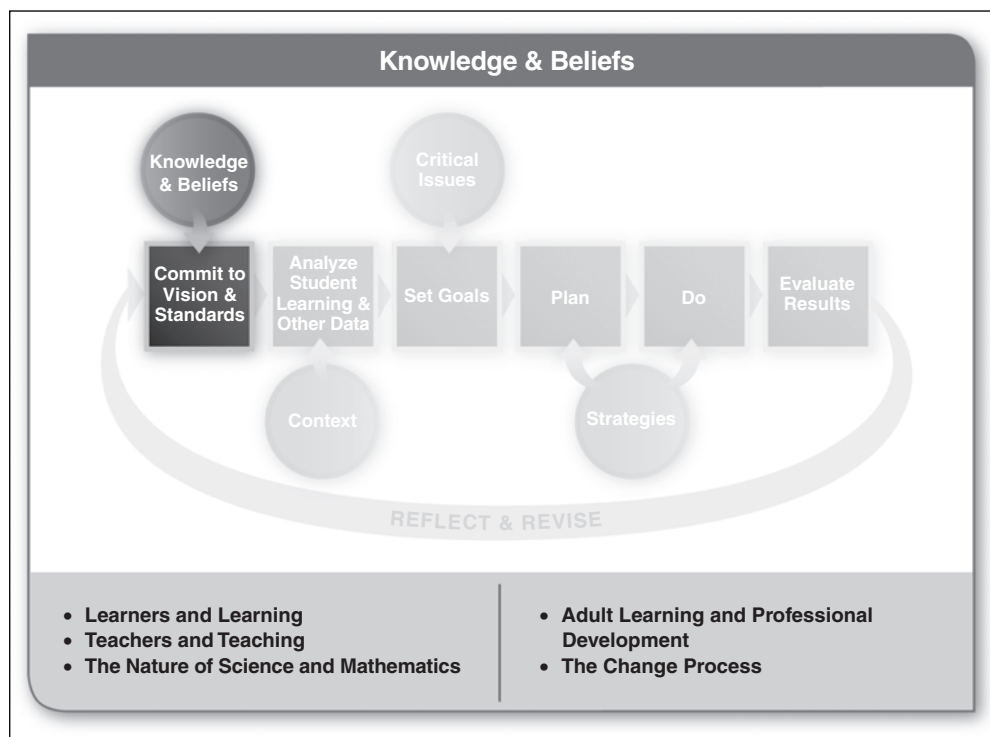 Knowledge & Beliefs
Knowledge
& Beliefs
Critical
Issues
Commit to
Vision &
Standards
Analyze
Student
Learning &
Other Data
Set Goals
Plan
Do
Evaluate
Results
Context
Strategies
REFLECT & REVISE
• Learners and Learning
• Teachers and Teaching
• The Nature of Science and Mathematics
• Adult Learning and Professional
Development
• The Change Process